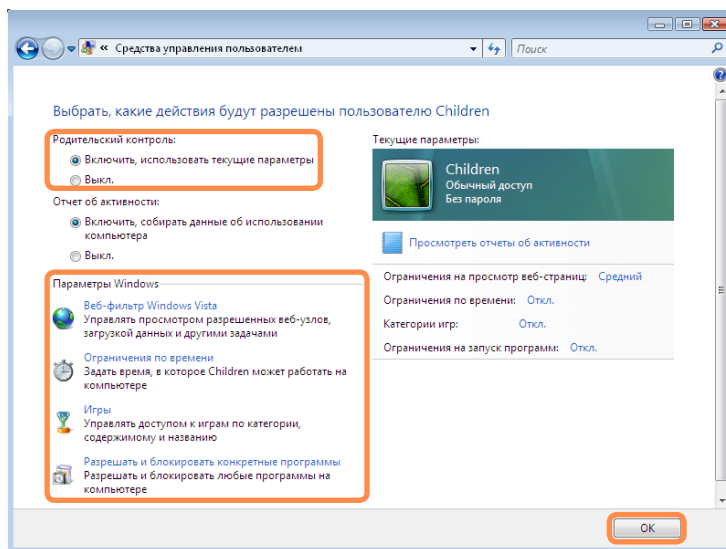 « Средства управления пользователем
Поиск
Выбрать, какие действия будут разрешены пользователю Children
Родительский контроль:
Включить, использовать текущие параметры
Выкл.
Отчет об активности:
Включить, собирать данные об использовании
компьютера
Выкл.
Параметры Windows
Веб-фильтр Windows Vista
Управлять просмотром разрешенных веб-узлов,
загрузкой данных и другими задачами
Ограничения по времени
Задать время, в которое Children может работать на
компьютере
Игры
Управлять доступом к играм по категории,
содержимому и названию
Разрешать и блокировать конкретные программы
Разрешать и блокировать любые программы на
компьютере
Текущие параметры:
Children
Обычный доступ
Без пароля
Просмотреть отчеты об активности
Ограничения на просмотр веб-страниц: Средний
Ограничения по времени: Откл.
Категории игр: Откл.
Ограничения на запуск программ: Откл.
OK